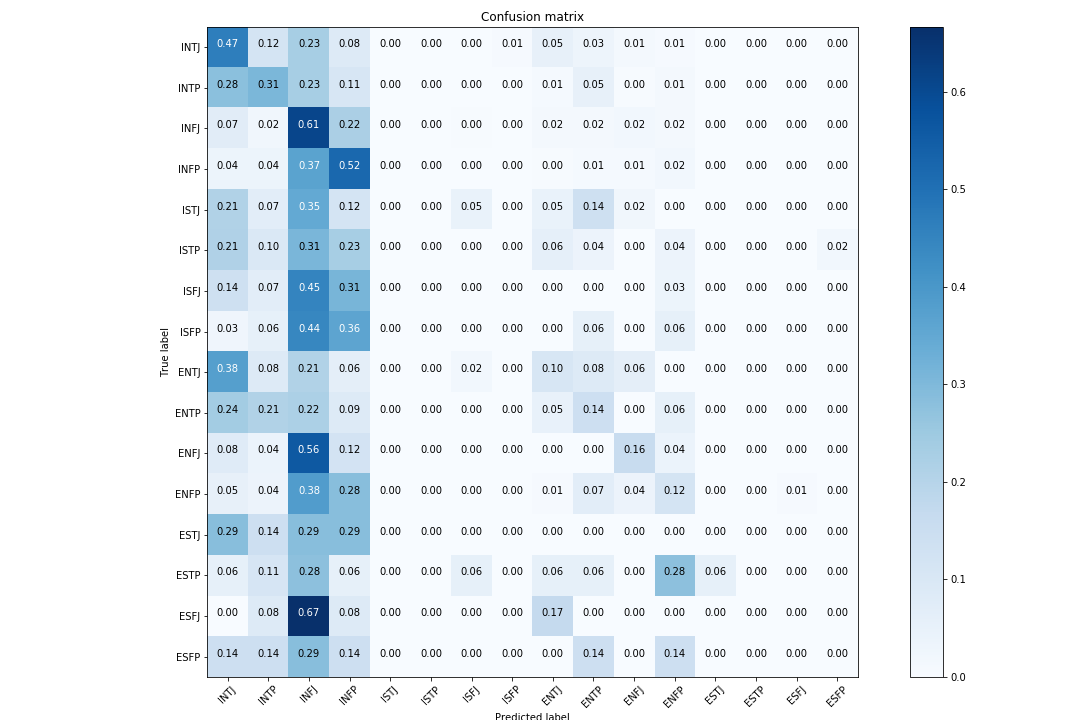 Confusion matrix
INTJ 0.47 0.12 0.23 0.08 0.00 0.00 0.00 0.01 0.05 0.03 0.01 0.01 0.00 0.00 0.00 0.00
INTP 0.28 0.31 0.23 0.11 0.00 0.00 0.00 0.00 0.01 0.05 0.00 0.01 0.00 0.00 0.00 0.00
INFJ 0.07 0.02 0.61 0.22 0.00 0.00 0.00 0.00 0.02 0.02 0.02 0.02 0.00 0.00 0.00 0.00
INFP 0.04 0.04 0.37 0.52 0.00 0.00 0.00 0.00 0.00 0.01 0.01 0.02 0.00 0.00 0.00 0.00
ISTJ 0.21 0.07 0.35 0.12 0.00 0.00 0.05 0.00 0.05 0.14 0.02 0.00 0.00 0.00 0.00 0.00
ISTP 0.21 0.10 0.31 0.23 0.00 0.00 0.00 0.00 0.06 0.04 0.00 0.04 0.00 0.00 0.00 0.02
ISFJ 0.14 0.07 0.45 0.31 0.00 0.00 0.00 0.00 0.00 0.00 0.00 0.03 0.00 0.00 0.00 0.00
ISFP 0.03 0.06 0.44 0.36 0.00 0.00 0.00 0.00 0.00 0.06 0.00 0.06 0.00 0.00 0.00 0.00
ENTJ 0.38 0.08 0.21 0.06 0.00 0.00 0.02 0.00 0.10 0.08 0.06 0.00 0.00 0.00 0.00 0.00
ENTP 0.24 0.21 0.22 0.09 0.00 0.00 0.00 0.00 0.05 0.14 0.00 0.06 0.00 0.00 0.00 0.00
ENFJ 0.08 0.04 0.56 0.12 0.00 0.00 0.00 0.00 0.00 0.00 0.16 0.04 0.00 0.00 0.00 0.00
ENFP 0.05 0.04 0.38 0.28 0.00 0.00 0.00 0.00 0.01 0.07 0.04 0.12 0.00 0.00 0.01 0.00
ESTJ 0.29 0.14 0.29 0.29 0.00 0.00 0.00 0.00 0.00 0.00 0.00 0.00 0.00 0.00 0.00 0.00
ESTP 0.06 0.11 0.28 0.06 0.00 0.00 0.06 0.00 0.06 0.06 0.00 0.28 0.06 0.00 0.00 0.00
ESFJ 0.00 0.08 0.67 0.08 0.00 0.00 0.00 0.00 0.17 0.00 0.00 0.00 0.00 0.00 0.00 0.00
ESFP 0.14 0.14 0.29 0.14 0.00 0.00 0.00 0.00 0.00 0.14 0.00 0.14 0.00 0.00 0.00 0.00
INTJ INTP INFJ INFP ISTJ ISTP ISFJ ISFP ENTJ ENTP ENFJ ENFP ESTJ ESTP ESFJ ESFP
True label
Predicted label
0.6
0.5
0.4
0.3
0.2
0.1
0.0